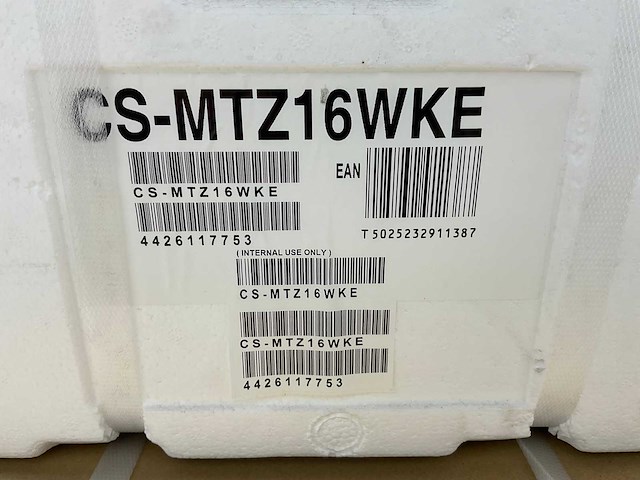 CS-MTZ16WKE
EAN
CS-MTZ16WKE
4426117753
T5025232911387
( INTERNAL USE ONLY )
CS-MTZ16WKE
CS-MTZ16WKE
4426117753